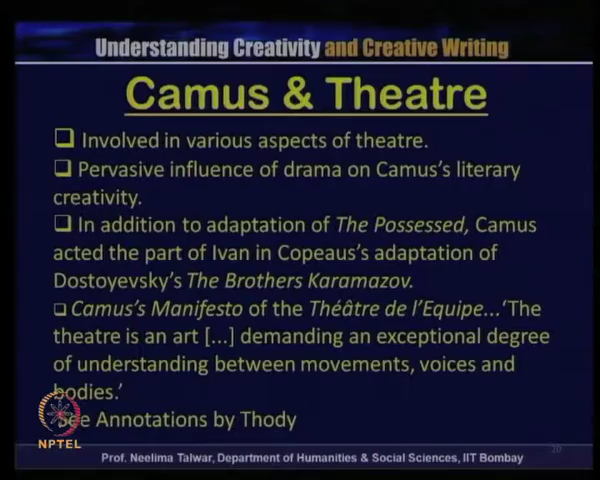 Understanding Creativity and Creative Writing
Camus & Theatre
Involved in various aspects of theatre.
Pervasive influence of drama on Camus's literary
creativity.
In addition to adaptation of The Possessed, Camus
acted the part of Ivan in Copeaus's adaptation of
Dostoyevsky's The Brothers Karamazov.
Camus's Manifesto of the Théâtre de l'Equipe...‘The
theatre is an art [...] demanding an exceptional degree
of understanding between movements, voices and
bodies.’
See Annotations by Thody
NPTEL
20
Prof. Neelima Talwar, Department of Humanities & Social Sciences, IIT Bombay